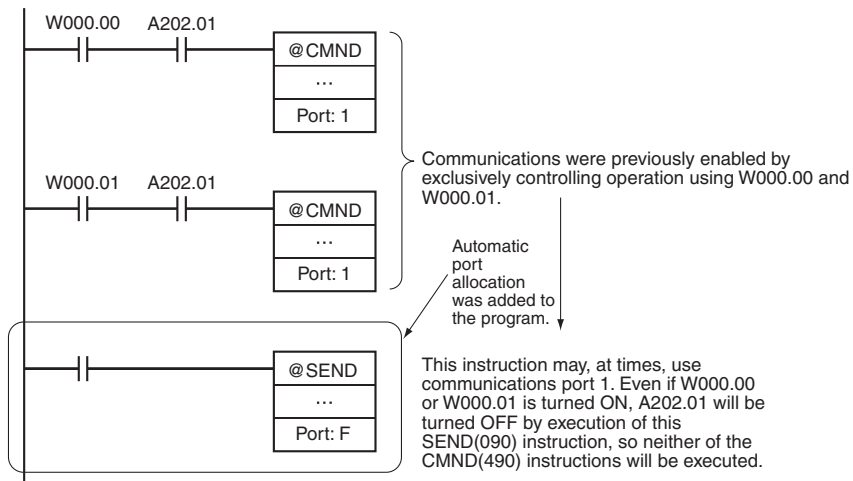 W000.00 A202.01
@CMND
...
Port: 1
W000.01 A202.01
@CMND
...
Port: 1
Communications were previously enabled by
exclusively controlling operation using W000.00 and
W000.01.
Automatic
port
allocation
was added to
the program.
@SEND
...
Port: F
This instruction may, at times, use
communications port 1. Even if W000.00
or W000.01 is turned ON, A202.01 will be
turned OFF by execution of this
SEND(090) instruction, so neither of the
CMND(490) instructions will be executed.